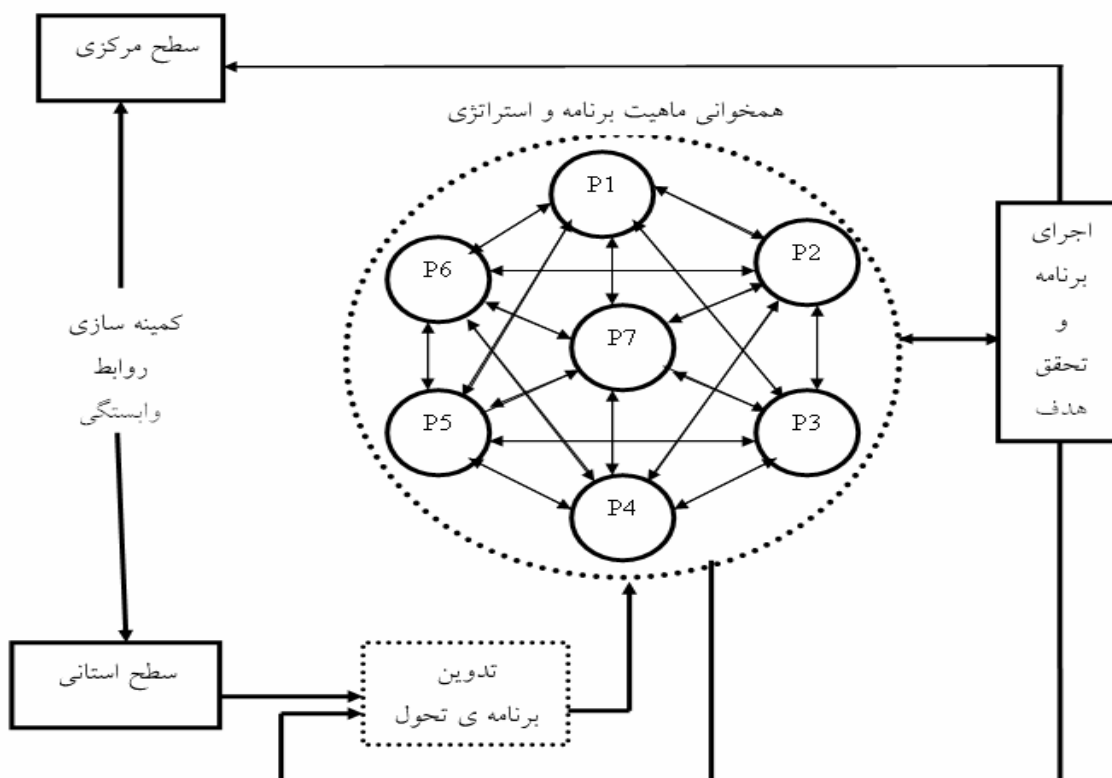 سطح مرکزی
همخوانی ماهیت برنامه و استراتژی
P1
P2
P6
P7
P5
P3
P4
اجرای
برنامه
و
تحقق
هدف
کمینه سازی
روابط
وابستگی
سطح استانی
تدوین
برنامه ی تحول